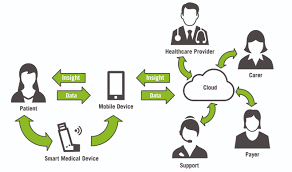 Healthcare Provider
Carer
Insight
Insight
Data
Data
Cloud
Patient
Mobile Device
Smart Medical Device
Support
Payer